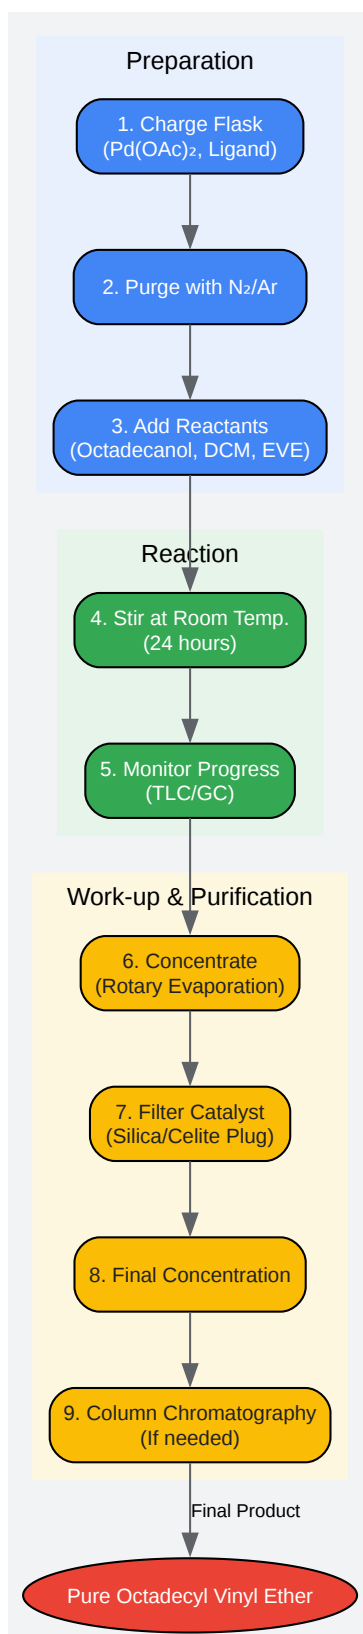 Preparation
1. Charge Flask
(Pd(OAc)₂, Ligand)
2. Purge with N₂/Ar
3. Add Reactants
(Octadecanol, DCM, EVE)
Reaction
4. Stir at Room Temp.
(24 hours)
5. Monitor Progress
(TLC/GC)
Work-up & Purification
6. Concentrate
(Rotary Evaporation)
7. Filter Catalyst
(Silica/Celite Plug)
8. Final Concentration
9. Column Chromatography
(If needed)
Final Product
Pure Octadecyl Vinyl Ether